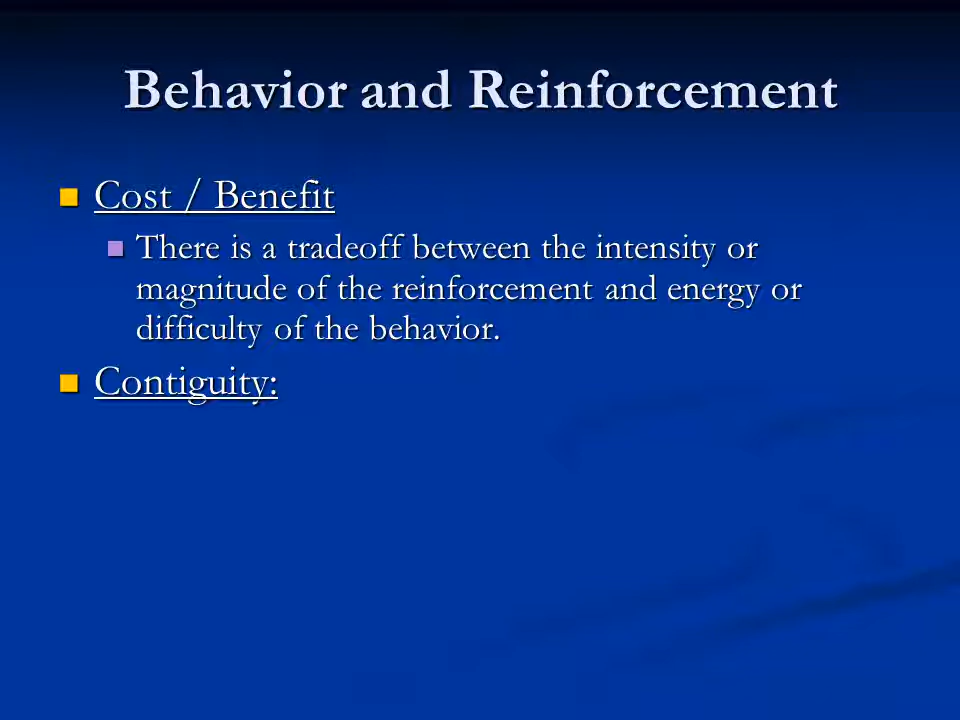 Behavior and Reinforcement
Cost / Benefit
There is a tradeoff between the intensity or
magnitude of the reinforcement and energy or
difficulty of the behavior.
Contiguity: